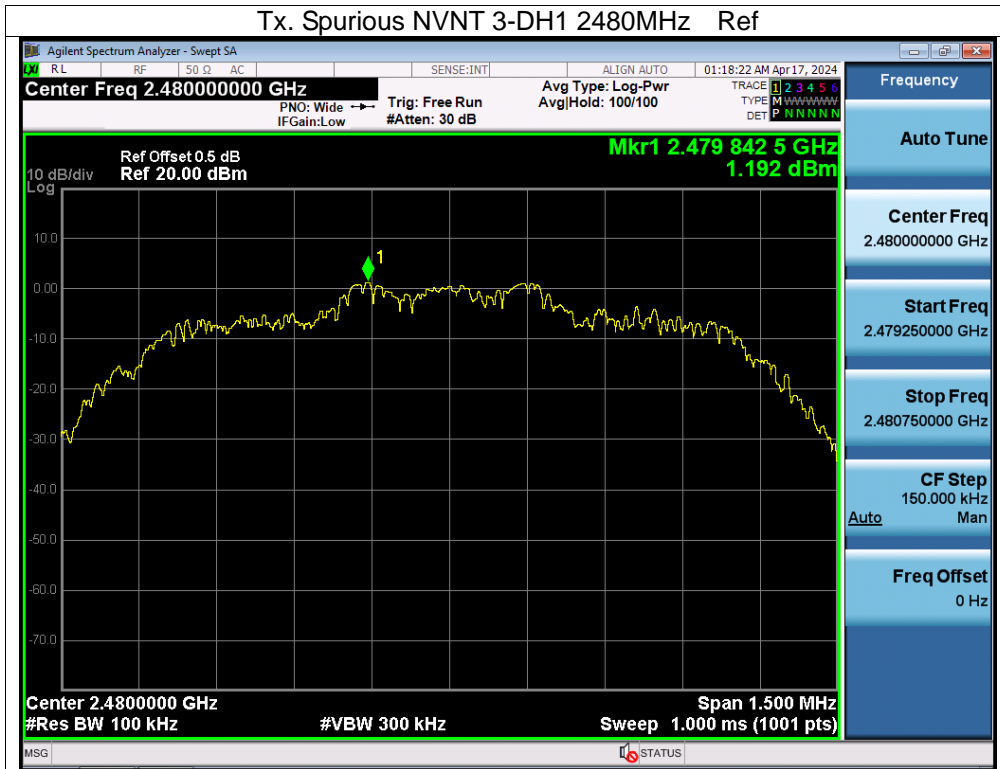 Tx. Spurious NVNT 3-DH1 2480MHz Ref
Agilent Spectrum Analyzer - Swept SA
LXI RL RF 50 Ω AC SENSE:INT ALIGN AUTO 01:18:22 AM Apr 17, 2024
Center Freq 2.480000000 GHz
PNO: Wide
IFGain:Low
Trig: Free Run
#Atten: 30 dB
Avg Type: Log-Pwr
Avg|Hold: 100/100
TRACE 1 2 3 4 5 6
TYPE M WWWWW
DET P N N N N N
Mkr1 2.479 842 5 GHz
1.192 dBm
Ref Offset 0.5 dB
10 dB/div Ref 20.00 dBm
Log
1
10.0
0.00
-10.0
-20.0
-30.0
-40.0
-50.0
-60.0
-70.0
Center 2.4800000 GHz Span 1.500 MHz
#Res BW 100 kHz #VBW 300 kHz Sweep 1.000 ms (1001 pts)
MSG STATUS
Frequency
Auto Tune
Center Freq
2.480000000 GHz
Start Freq
2.479250000 GHz
Stop Freq
2.480750000 GHz
CF Step
150.000 kHz
Auto Man
Freq Offset
0 Hz